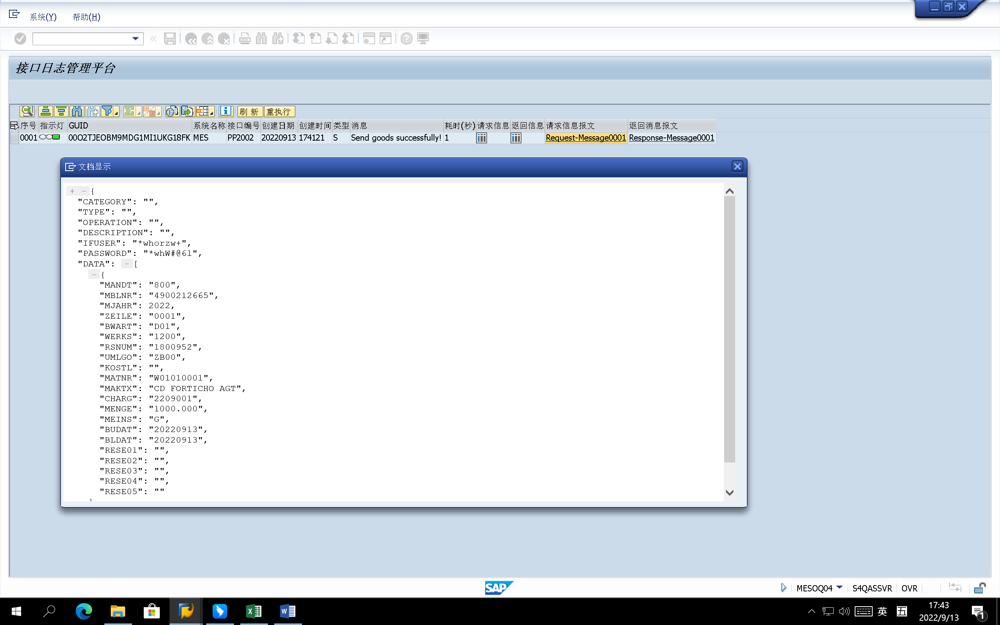 系统(Y) 帮助(H)
接口日志管理平台
刷 新 重执行
序号 指示灯 GUID 系统名称 接口编号 创建日期 创建时间 类型 消息 耗时(秒) 请求信息 返回信息 请求信息报文 返回消息报文
0001 00O2TJEOBM9MDG1MI1UKG18FK MES PP2002 20220913 174121 S Send goods successfully! 1 Request-Message0001 Response-Message0001
文档显示
+ - {
"CATEGORY": "",
"TYPE": "",
"OPERATION": "",
"DESCRIPTION": "",
"IFUSER": "*whorzw+",
"PASSWORD": "*whW#@6l",
"DATA": - [
- {
"MANDT": "800",
"MBLNR": "4900212665",
"MJAHR": 2022,
"ZEILE": "0001",
"BWART": "D01",
"WERKS": "1200",
"RSNUM": "1800952",
"UMLGO": "ZB00",
"KOSTL": "",
"MATNR": "W01010001",
"MAKTX": "CD FORTICHO AGT",
"CHARG": "2209001",
"MENGE": "1000.000",
"MEINS": "G",
"BUDAT": "20220913",
"BLDAT": "20220913",
"RESE01": "",
"RESE02": "",
"RESE03": "",
"RESE04": "",
"RESE05": ""
SAP MESOQ04 S4QASSVR OVR
英 五 17:43
2022/9/13 1